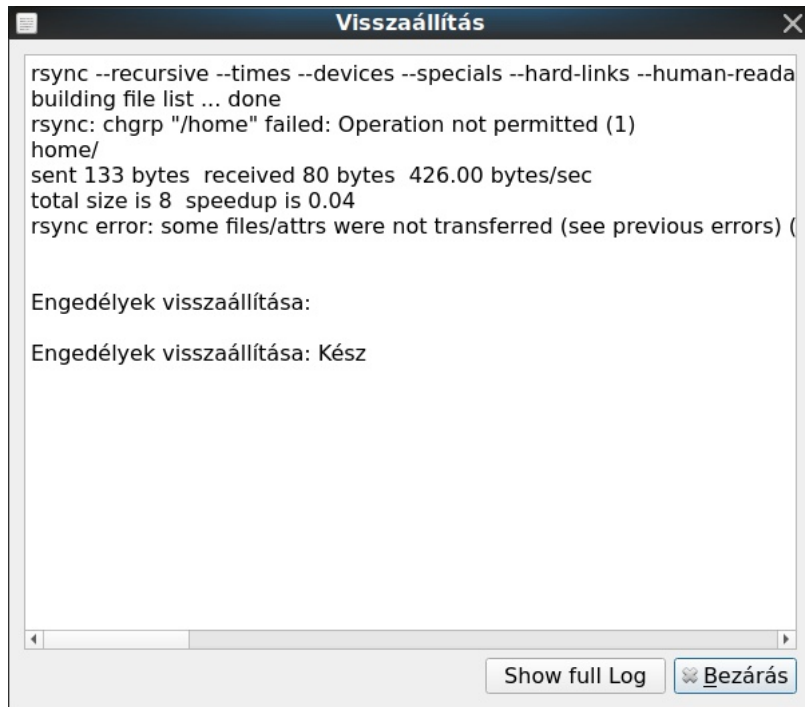 Visszaállítás
rsync --recursive --times --devices --specials --hard-links --human-reada
building file list ... done
rsync: chgrp "/home" failed: Operation not permitted (1)
home/
sent 133 bytes  received 80 bytes  426.00 bytes/sec
total size is 8  speedup is 0.04
rsync error: some files/attrs were not transferred (see previous errors) (
Engedélyek visszaállítása:
Engedélyek visszaállítása: Kész
Show full Log
Bezárás